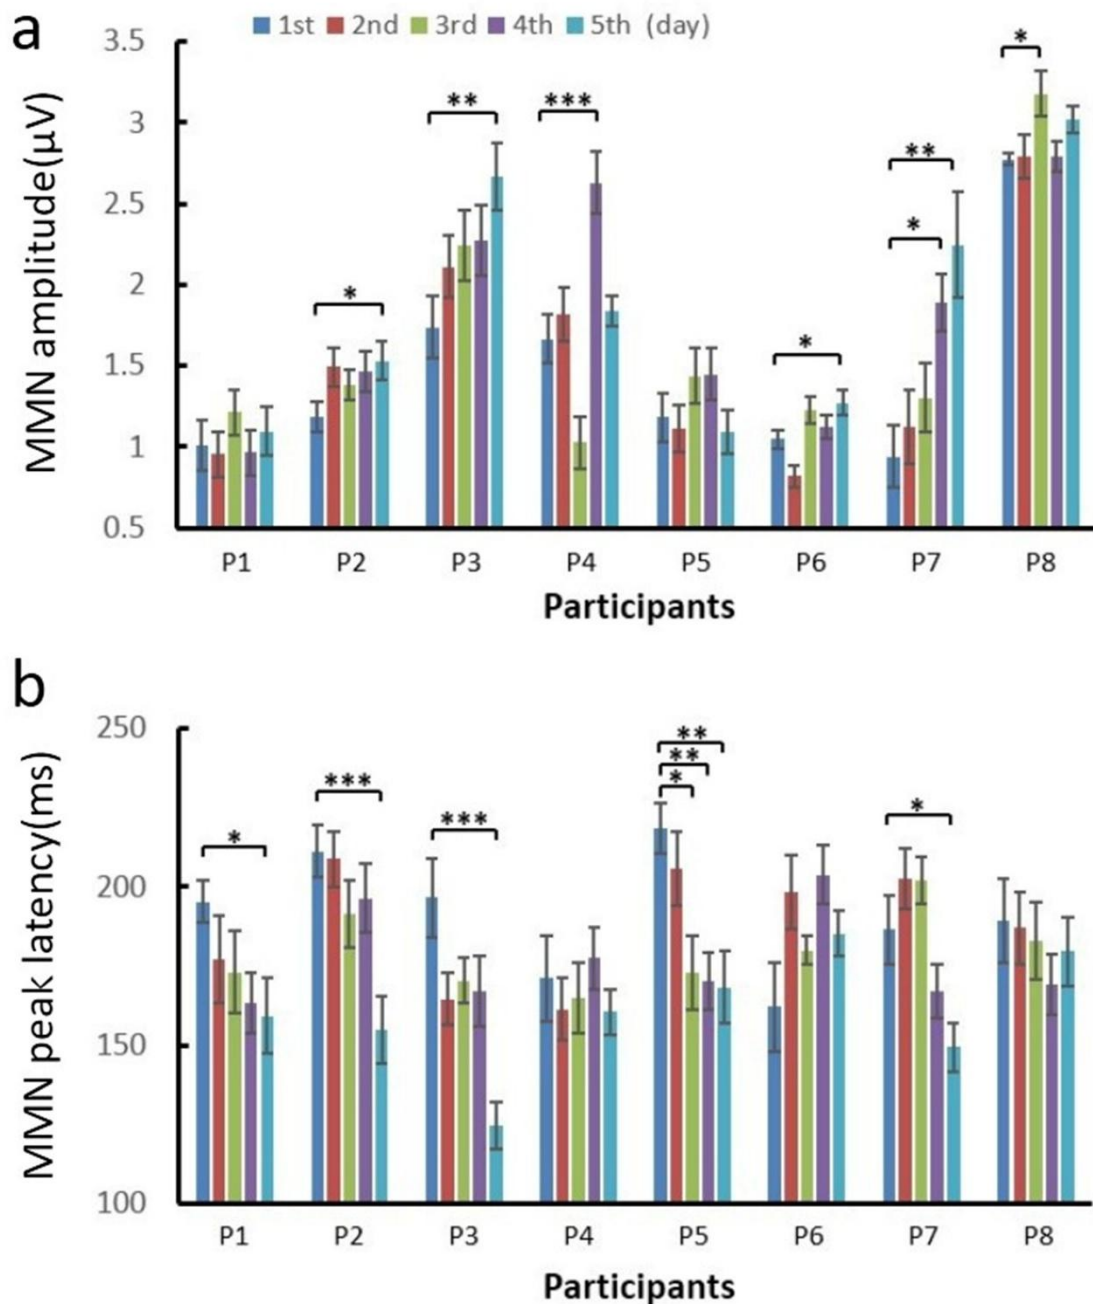 a
1st 2nd 3rd 4th 5th (day)
MMN amplitude(μV)
3.5
3
2.5
2
1.5
1
0.5
*
**
***
*
**
*
*
*
P1 P2 P3 P4 P5 P6 P7 P8
Participants
b
MMN peak latency(ms)
250
200
150
100
*
***
***
**
**
*
*
P1 P2 P3 P4 P5 P6 P7 P8
Participants